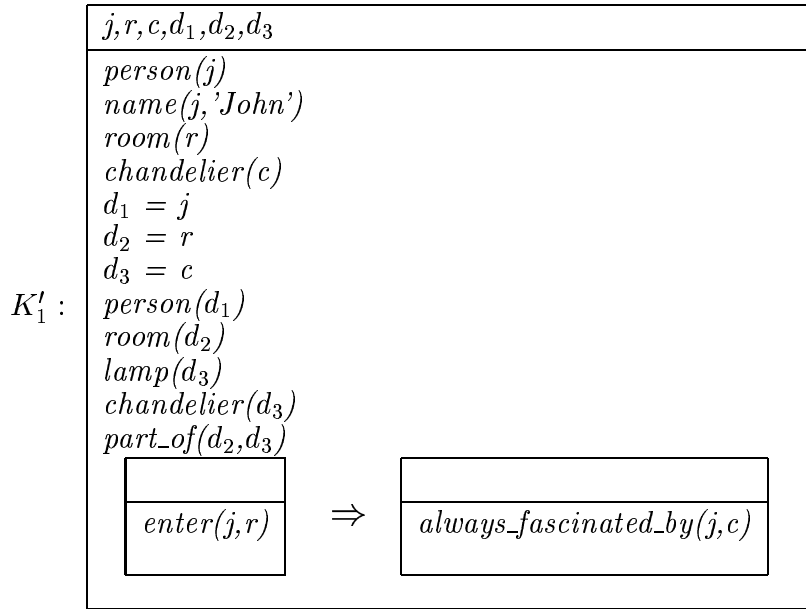 j,r,c,d₁,d₂,d₃
person(j)
name(j,'John')
room(r)
chandelier(c)
d₁ = j
d₂ = r
d₃ = c
K′₁ : person(d₁)
room(d₂)
lamp(d₃)
chandelier(d₃)
part_of(d₂,d₃)
enter(j,r) ⇒ always_fascinated_by(j,c)